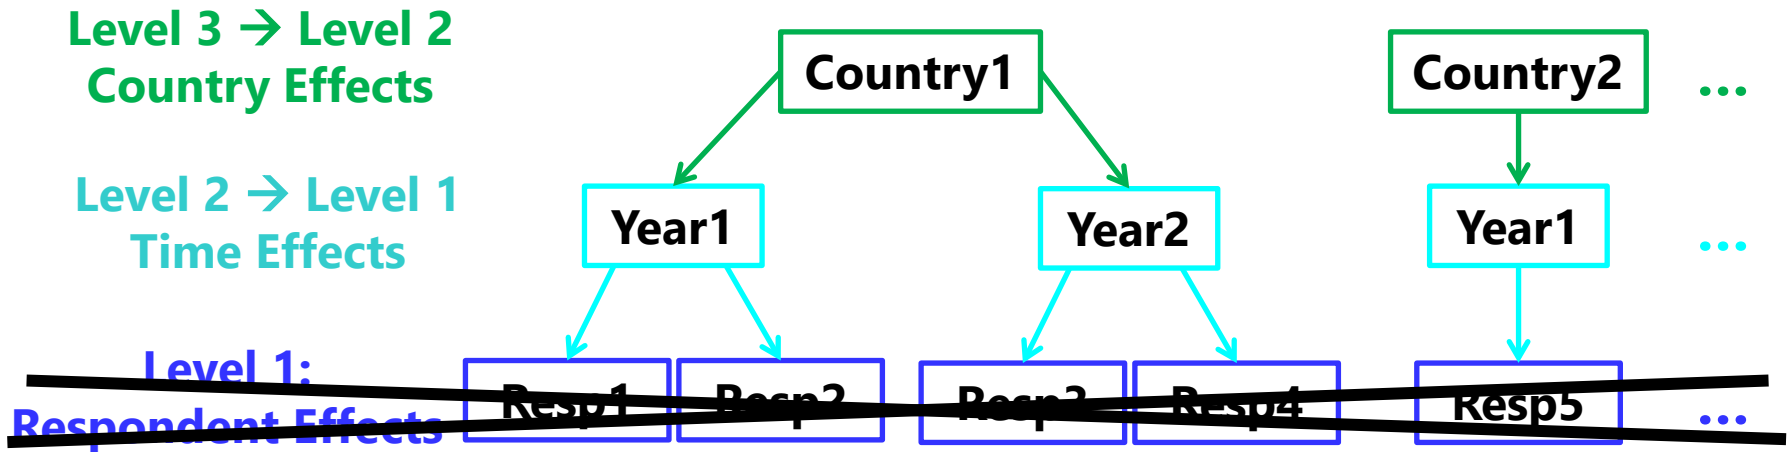 Level 3 → Level 2
Country Effects
Country1
Country2
...
Level 2 → Level 1
Time Effects
Year1
Year2
Year1
...
Level 1:
Respondent Effects
Resp1
Resp2
Resp3
Resp4
Resp5
...